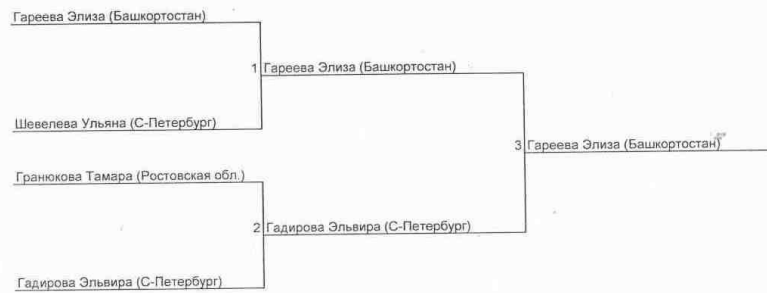 Гареева Элиза (Башкортостан)
1 Гареева Элиза (Башкортостан)
Шевелева Ульяна (С-Петербург)
3 Гареева Элиза (Башкортостан)
Гранюкова Тамара (Ростовская обл.)
2 Гадирова Эльвира (С-Петербург)
Гадирова Эльвира (С-Петербург)